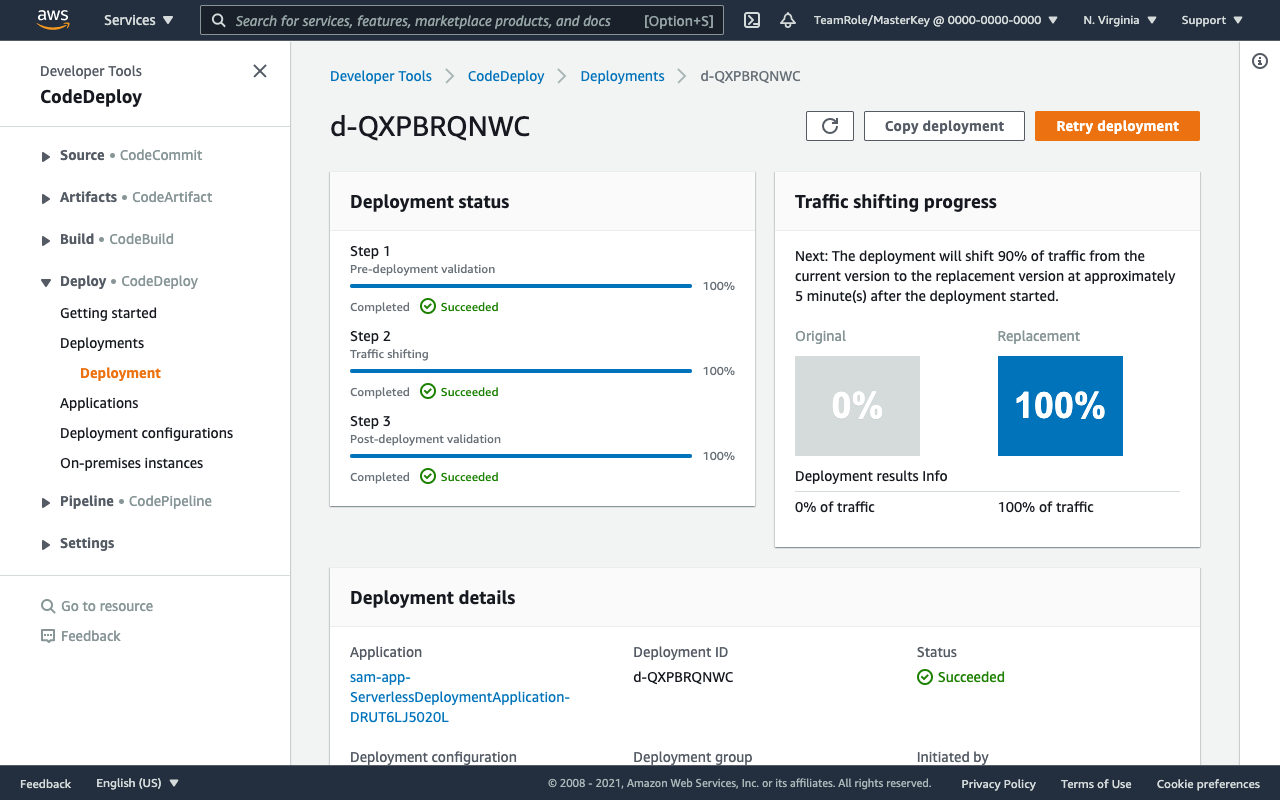 aws Services Search for services, features, marketplace products, and docs [Option+S] TeamRole/MasterKey @ 0000-0000-0000 N. Virginia Support
Developer Tools
CodeDeploy
Source • CodeCommit
Artifacts • CodeArtifact
Build • CodeBuild
Deploy • CodeDeploy
Getting started
Deployments
Deployment
Applications
Deployment configurations
On-premises instances
Pipeline • CodePipeline
Settings
Go to resource
Feedback
Developer Tools CodeDeploy Deployments d-QXPBRQNWC
d-QXPBRQNWC
Copy deployment Retry deployment
Deployment status
Step 1
Pre-deployment validation
100%
Completed Succeeded
Step 2
Traffic shifting
100%
Completed Succeeded
Step 3
Post-deployment validation
100%
Completed Succeeded
Traffic shifting progress
Next: The deployment will shift 90% of traffic from the
current version to the replacement version at approximately
5 minute(s) after the deployment started.
Original Replacement
0% 100%
Deployment results Info
0% of traffic 100% of traffic
Deployment details
Application Deployment ID Status
sam-app- d-QXPBRQNWC Succeeded
ServerlessDeploymentApplication-
DRUT6LJ5020L
Deployment configuration Deployment group Initiated by
Feedback English (US) © 2008 - 2021, Amazon Web Services, Inc. or its affiliates. All rights reserved. Privacy Policy Terms of Use Cookie preferences